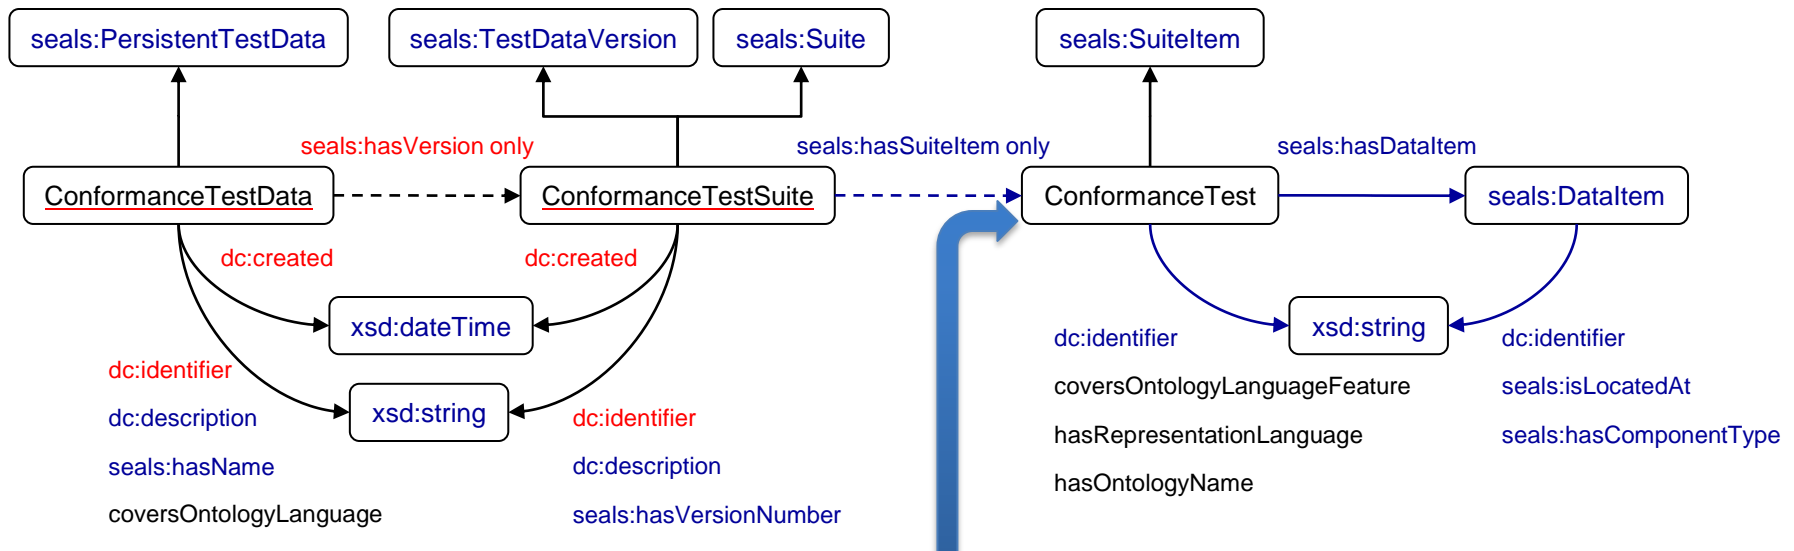 seals:PersistentTestData
seals:TestDataVersion
seals:Suite
seals:SuiteItem
seals:hasVersion only
seals:hasSuiteItem only
seals:hasDataItem
ConformanceTestData
ConformanceTestSuite
ConformanceTest
seals:DataItem
dc:created
dc:created
xsd:dateTime
xsd:string
dc:identifier
dc:description
seals:hasName
coversOntologyLanguage
xsd:string
dc:identifier
dc:description
seals:hasVersionNumber
dc:identifier
coversOntologyLanguageFeature
hasRepresentationLanguage
hasOntologyName
dc:identifier
seals:isLocatedAt
seals:hasComponentType